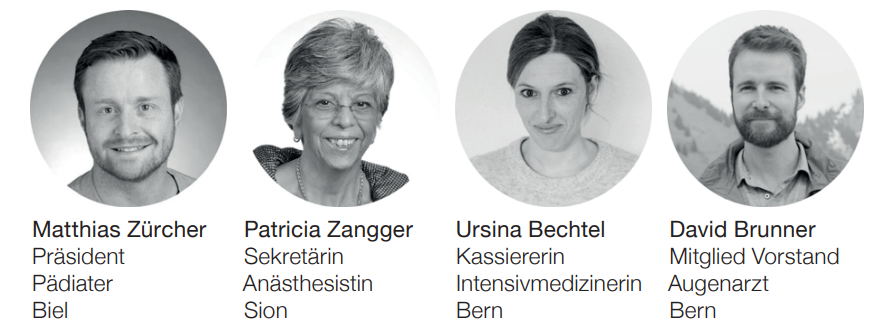 Matthias Zürcher
Präsident
Pädiater
Biel
Patricia Zangger
Sekretärin
Anästhesistin
Sion
Ursina Bechtel
Kassiererin
Intensivmedizinerin
Bern
David Brunner
Mitglied Vorstand
Augenarzt
Bern